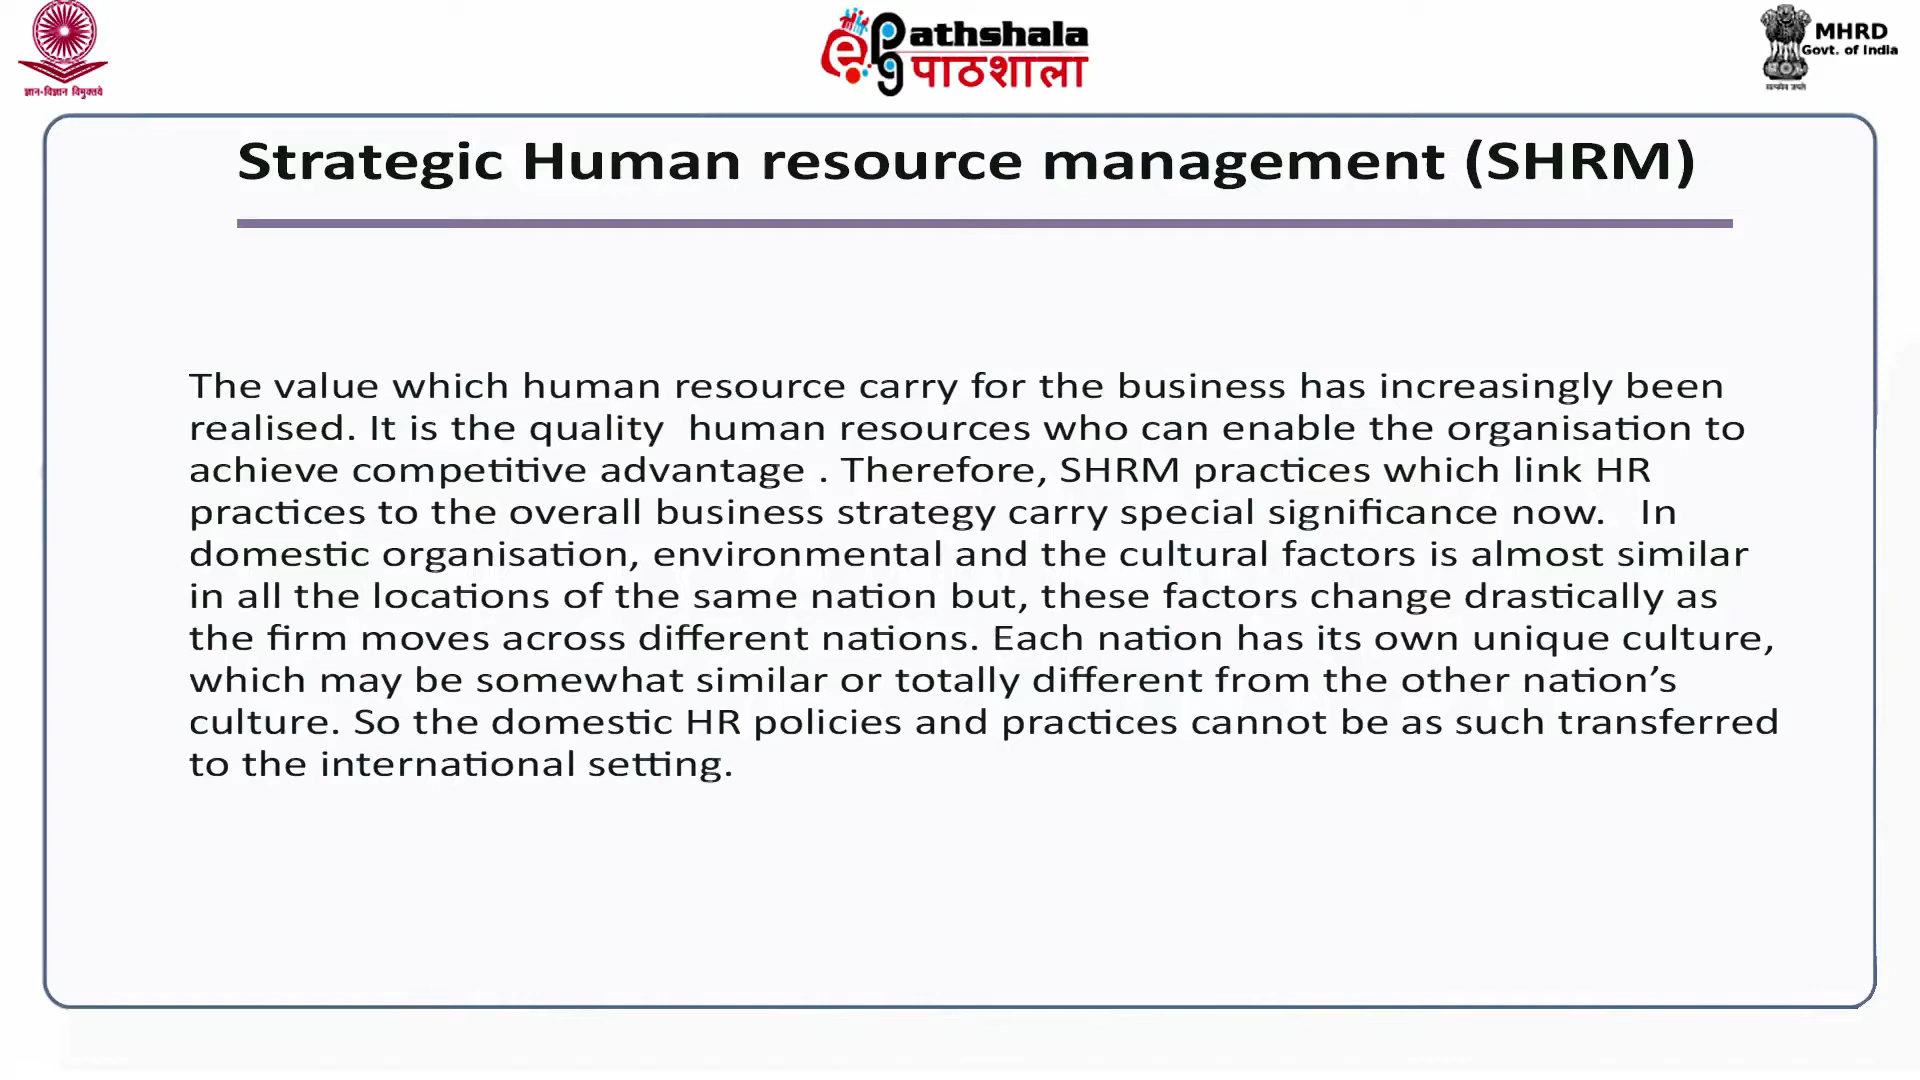 ज्ञान-विज्ञान विमुक्तये
e Pg athshala
पाठशाला
MHRD
Govt. of India
सत्यमेव जयते
Strategic Human resource management (SHRM)
The value which human resource carry for the business has increasingly been
realised. It is the quality  human resources who can enable the organisation to
achieve competitive advantage . Therefore, SHRM practices which link HR
practices to the overall business strategy carry special significance now.   In
domestic organisation, environmental and the cultural factors is almost similar
in all the locations of the same nation but, these factors change drastically as
the firm moves across different nations. Each nation has its own unique culture,
which may be somewhat similar or totally different from the other nation’s
culture. So the domestic HR policies and practices cannot be as such transferred
to the international setting.